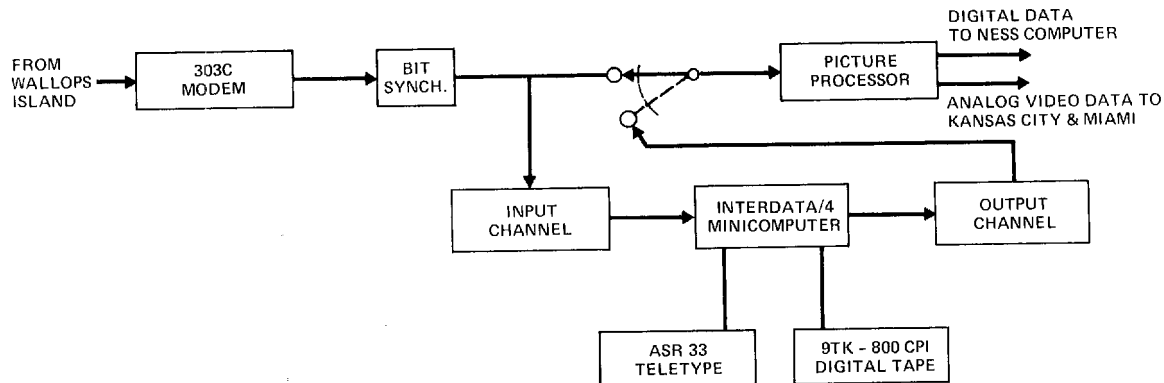 DIGITAL DATA
TO NESS COMPUTER
FROM
WALLOPS
ISLAND
303C
MODEM
BIT
SYNCH.
PICTURE
PROCESSOR
ANALOG VIDEO DATA TO
KANSAS CITY & MIAMI
INPUT
CHANNEL
INTERDATA/4
MINICOMPUTER
OUTPUT
CHANNEL
ASR 33
TELETYPE
9TK - 800 CPI
DIGITAL TAPE